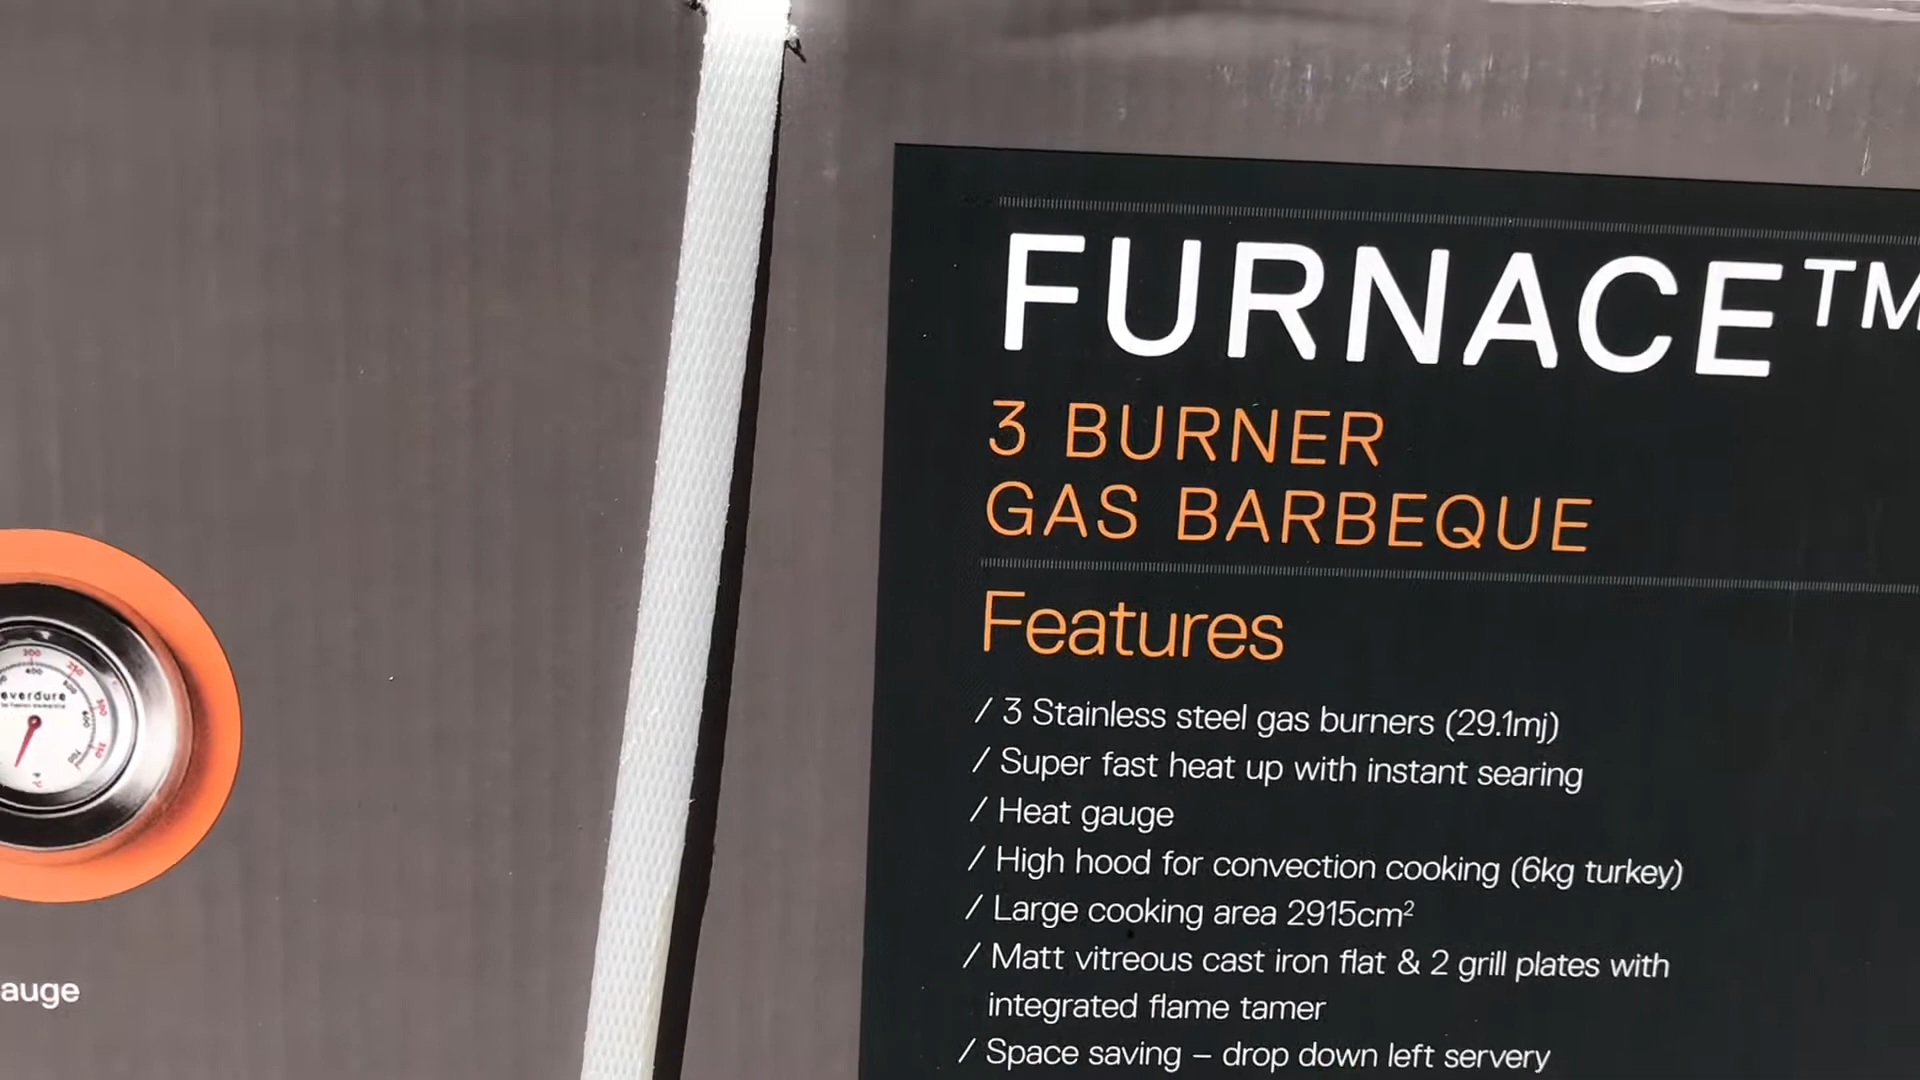 FURNACE™
3 BURNER
GAS BARBEQUE
Features
/ 3 Stainless steel gas burners (29.1mj)
/ Super fast heat up with instant searing
/ Heat gauge
/ High hood for convection cooking (6kg turkey)
/ Large cooking area 2915cm²
/ Matt vitreous cast iron flat & 2 grill plates with
integrated flame tamer
/ Space saving – drop down left servery
everdure
auge